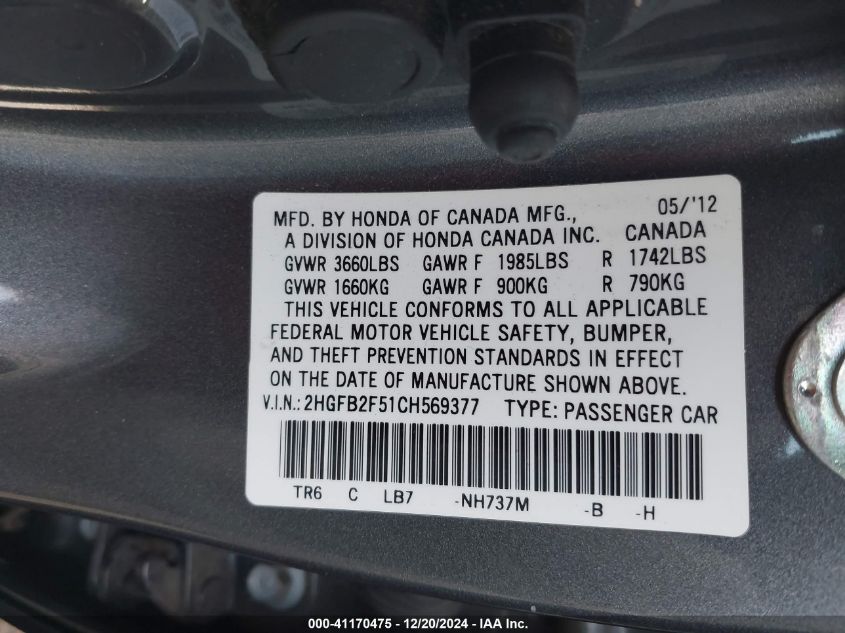 MFD. BY HONDA OF CANADA MFG., 05/'12
A DIVISION OF HONDA CANADA INC. CANADA
GVWR 3660LBS GAWR F 1985LBS R 1742LBS
GVWR 1660KG GAWR F 900KG R 790KG
THIS VEHICLE CONFORMS TO ALL APPLICABLE
FEDERAL MOTOR VEHICLE SAFETY, BUMPER,
AND THEFT PREVENTION STANDARDS IN EFFECT
ON THE DATE OF MANUFACTURE SHOWN ABOVE.
V.I.N.: 2HGFB2F51CH569377 TYPE: PASSENGER CAR
TR6 C LB7 -NH737M -B -H
000-41170475 - 12/20/2024 - IAA Inc.